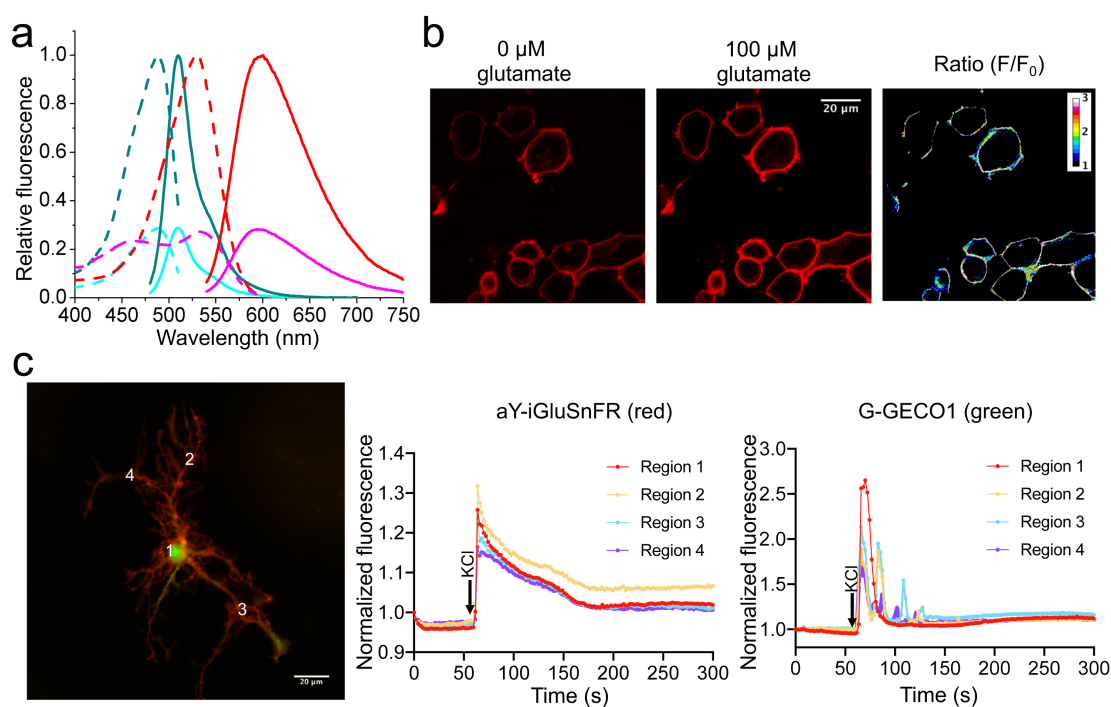 a
Relative fluorescence
1.0
0.8
0.6
0.4
0.2
0.0
400 450 500 550 600 650 700 750
Wavelength (nm)
b
0 µM
glutamate
100 µM
glutamate
20 µm
Ratio (F/F0)
3
2
1
c
1
2
3
4
20 µm
aY-iGluSnFR (red)
Normalized fluorescence
1.4
1.3
1.2
1.1
1.0
0.9
KCl
Region 1
Region 2
Region 3
Region 4
0 50 100 150 200 250 300
Time (s)
G-GECO1 (green)
Normalized fluorescence
3.0
2.5
2.0
1.5
1.0
KCl
Region 1
Region 2
Region 3
Region 4
0 50 100 150 200 250 300
Time (s)